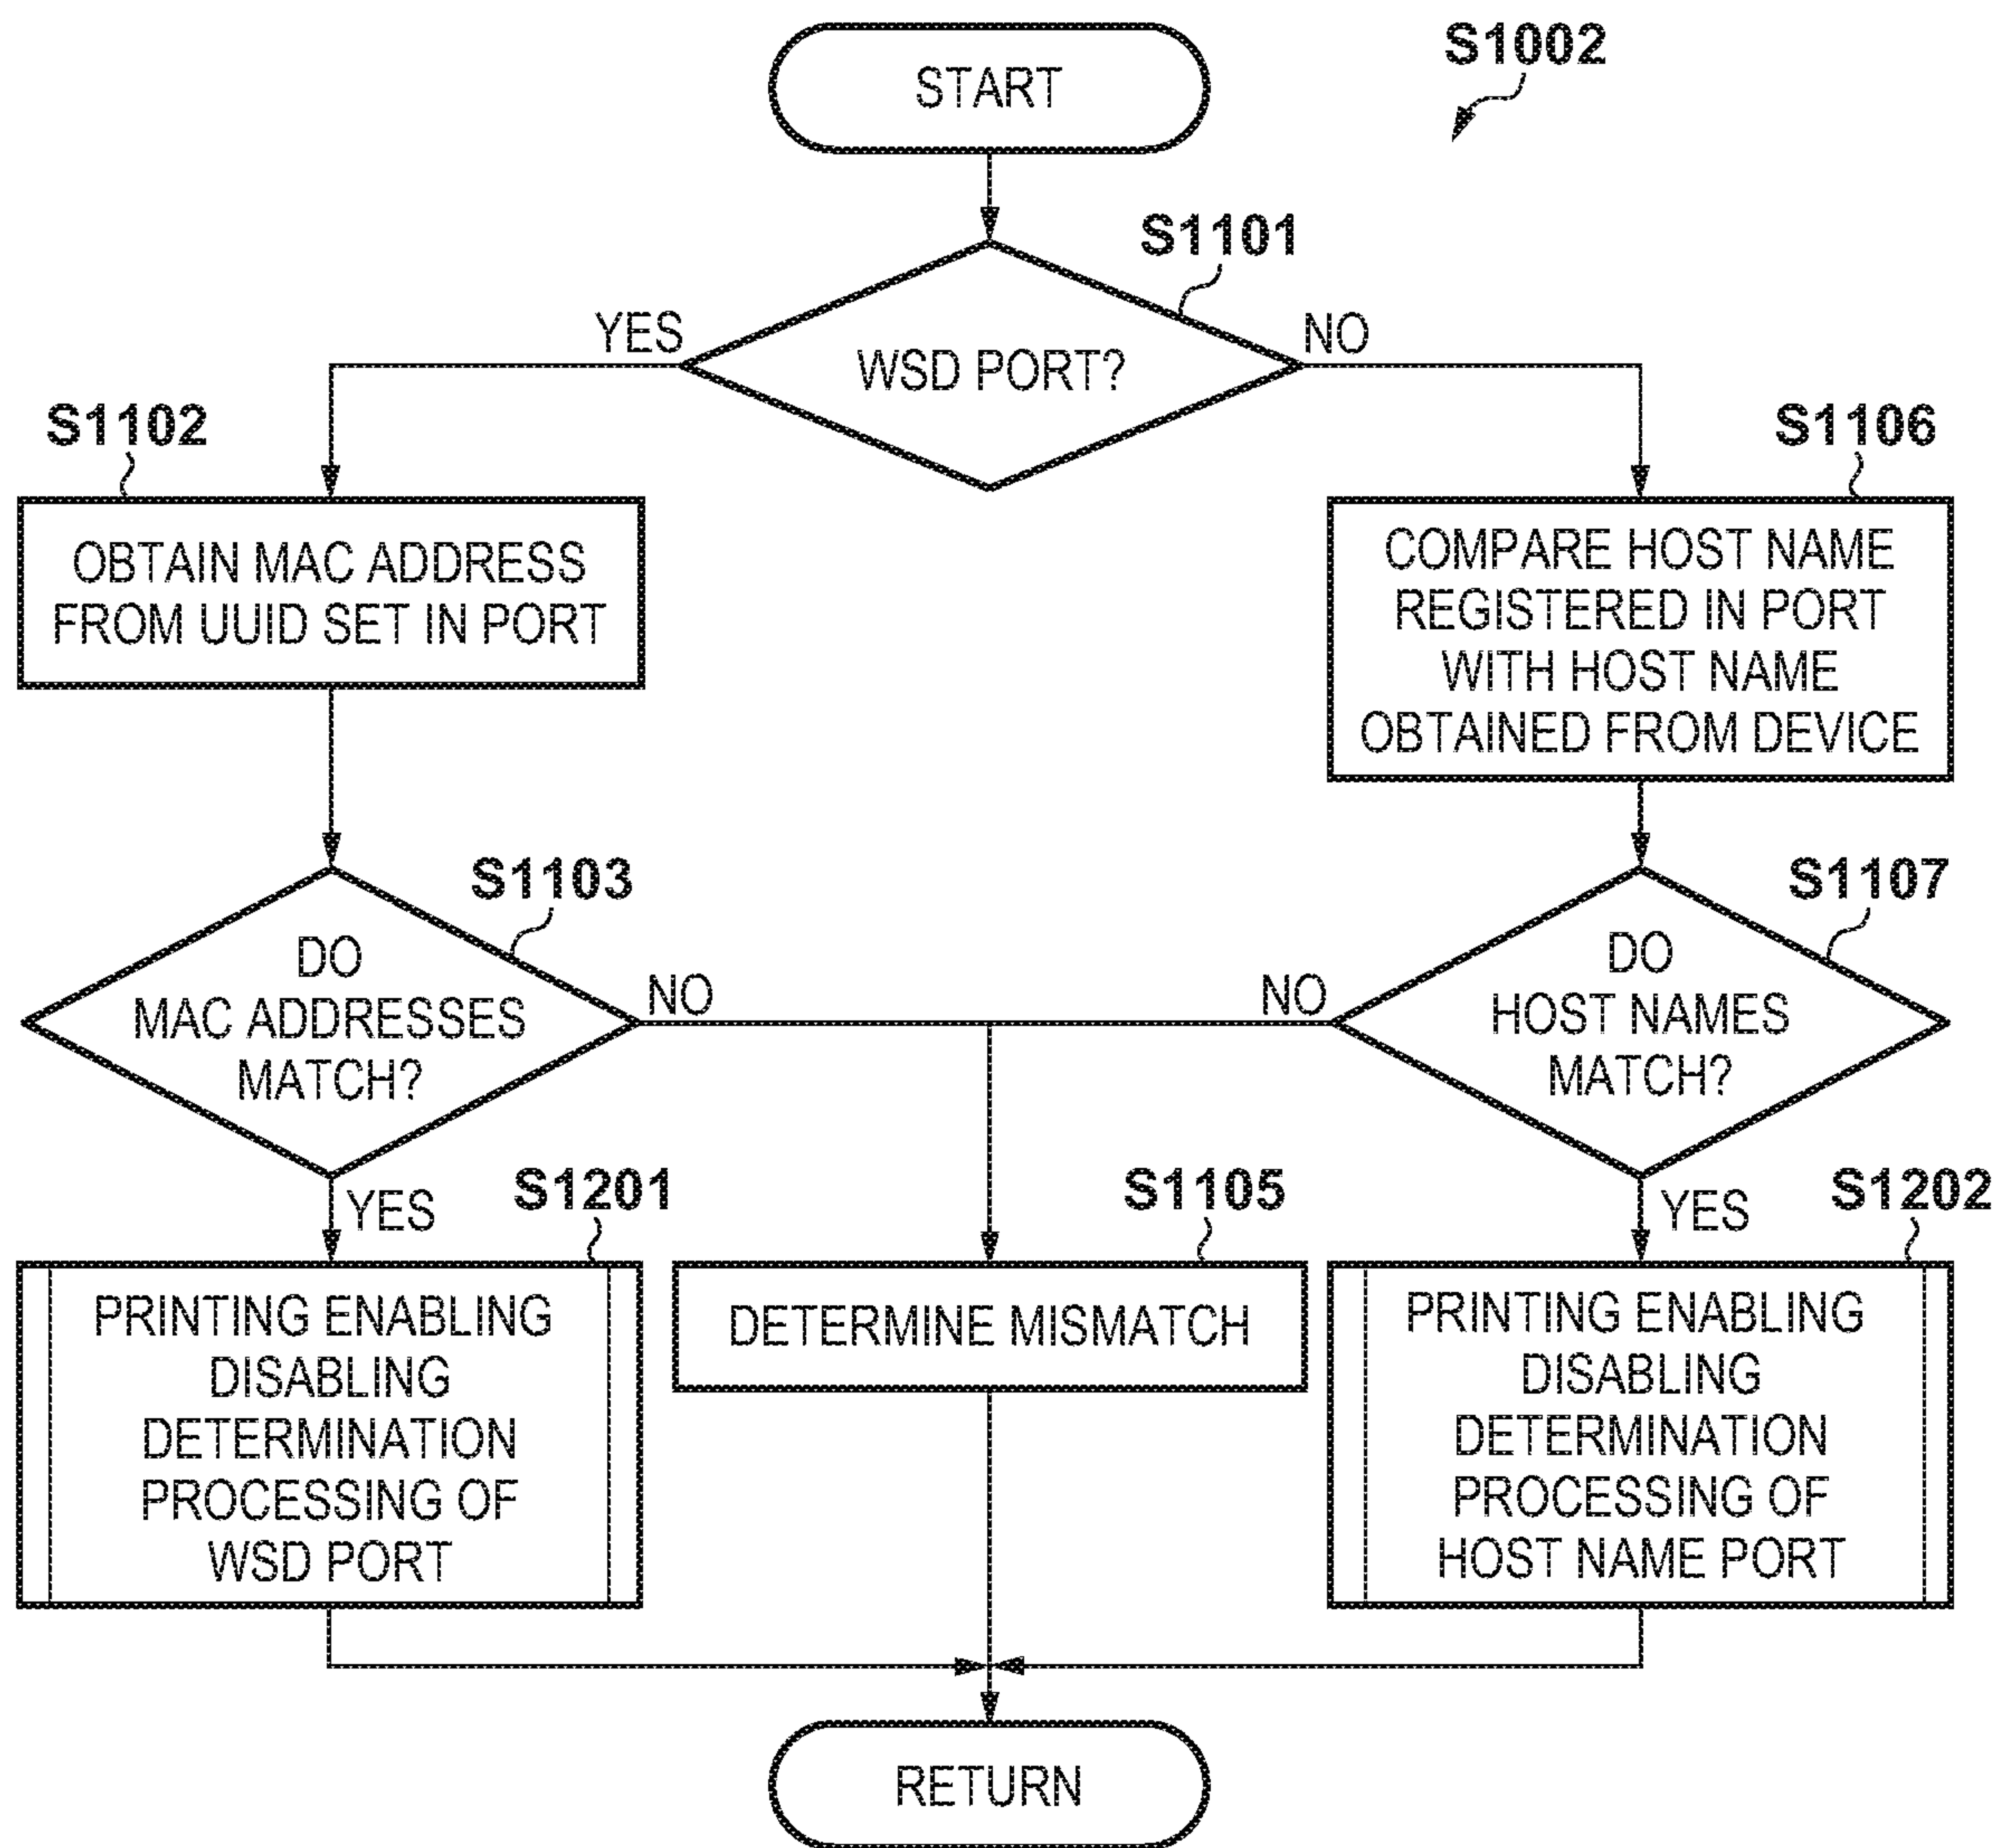 START
S1002
S1101
YES
NO
WSD PORT?
S1102
S1106
OBTAIN MAC ADDRESS
FROM UUID SET IN PORT
COMPARE HOST NAME
REGISTERED IN PORT
WITH HOST NAME
OBTAINED FROM DEVICE
S1103
S1107
DO
MAC ADDRESSES
MATCH?
NO
NO
DO
HOST NAMES
MATCH?
YES
S1201
S1105
YES
S1202
PRINTING ENABLING
DISABLING
DETERMINATION
PROCESSING OF
WSD PORT
DETERMINE MISMATCH
PRINTING ENABLING
DISABLING
DETERMINATION
PROCESSING OF
HOST NAME PORT
RETURN